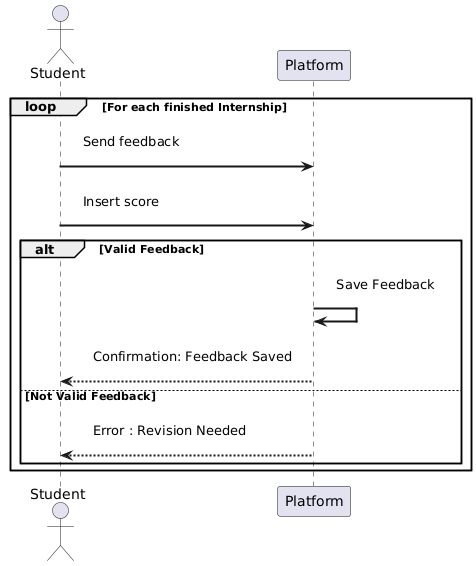 Student
Platform
loop [For each finished Internship]
Send feedback
Insert score
alt [Valid Feedback]
Save Feedback
Confirmation: Feedback Saved
[Not Valid Feedback]
Error : Revision Needed
Student
Platform